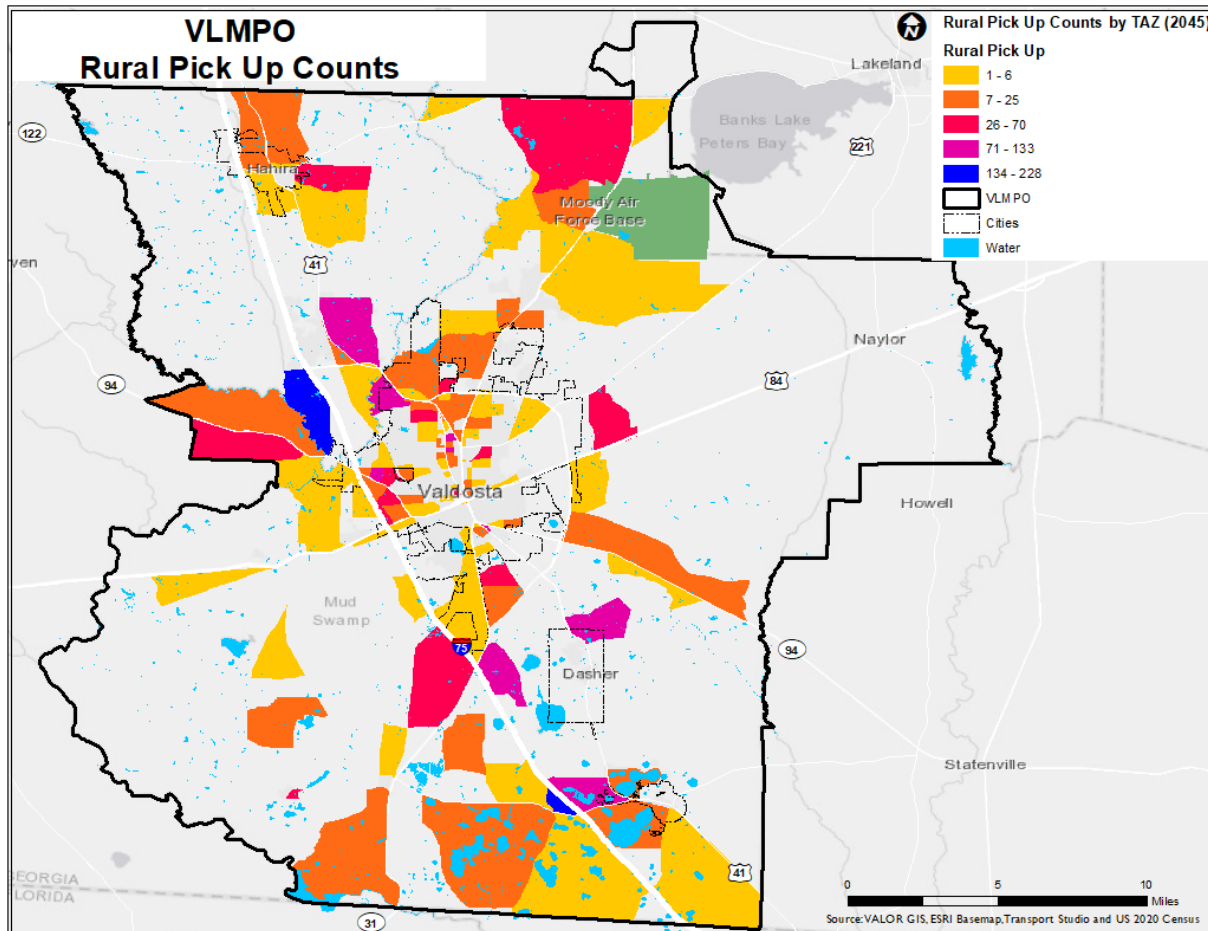 VLMPO
Rural Pick Up Counts
N
Rural Pick Up Counts by TAZ (2045)
Rural Pick Up
1 - 6
7 - 25
26 - 70
71 - 133
134 - 228
VLMPO
Cities
Water
Lakeland
Banks Lake
Peters Bay
221
122
Hahira
Moody Air
Force Base
ven
41
Naylor
94
84
Valdosta
Howell
Mud
Swamp
75
94
Dasher
Statenville
41
GEORGIA
FLORIDA
31
0 5 10
Miles
Source: VALOR GIS, ESRI Basemap, Transport Studio and US 2020 Census